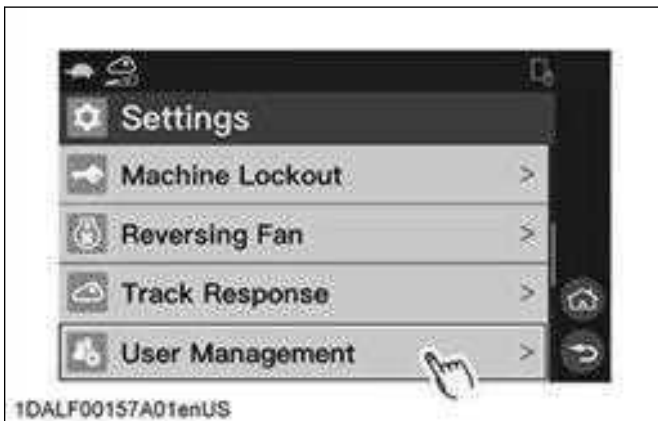 Settings
Machine Lockout
Reversing Fan
Track Response
User Management
1DALF00157A01enUS